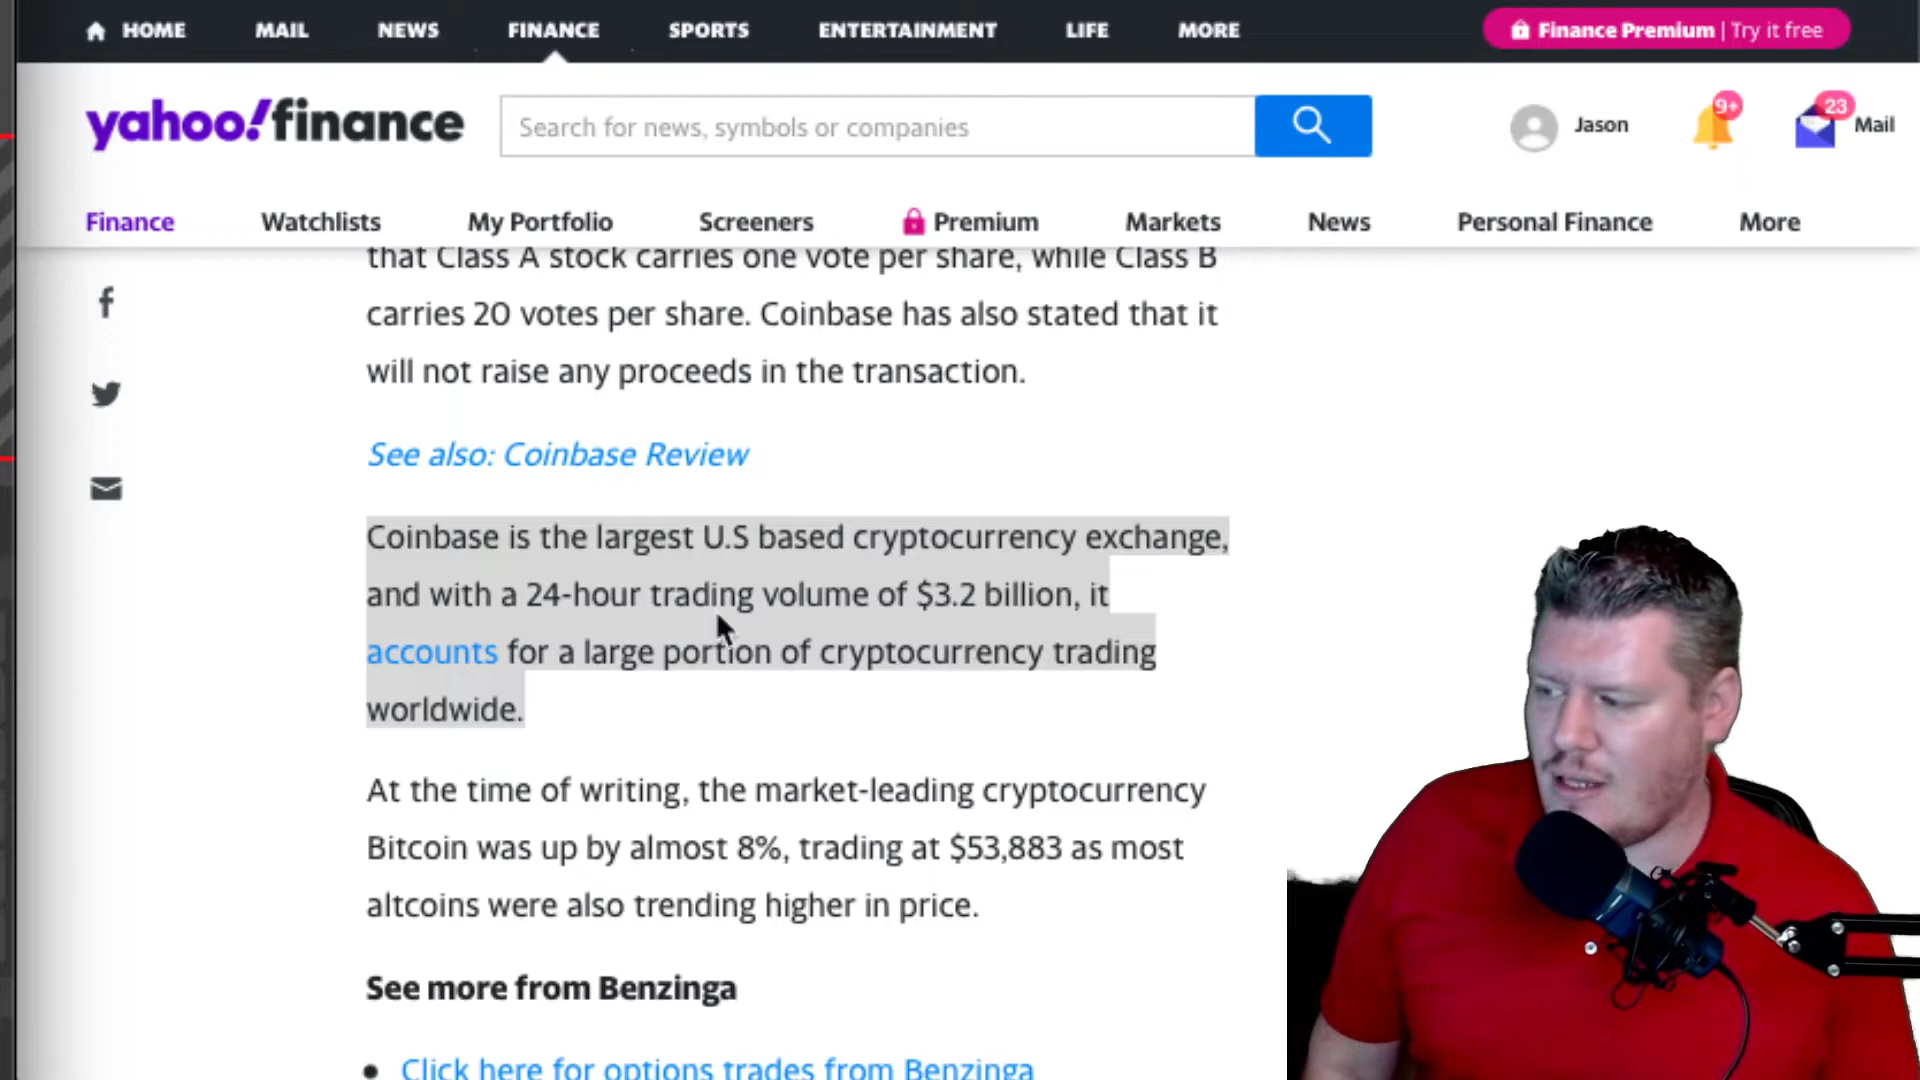 HOME MAIL NEWS FINANCE SPORTS ENTERTAINMENT LIFE MORE Finance Premium | Try it free
yahoo!finance Search for news, symbols or companies Jason 9+ 23 Mail
Finance Watchlists My Portfolio Screeners Premium Markets News Personal Finance More
that Class A stock carries one vote per share, while Class B
carries 20 votes per share. Coinbase has also stated that it
will not raise any proceeds in the transaction.
See also: Coinbase Review
Coinbase is the largest U.S based cryptocurrency exchange,
and with a 24-hour trading volume of $3.2 billion, it
accounts for a large portion of cryptocurrency trading
worldwide.
At the time of writing, the market-leading cryptocurrency
Bitcoin was up by almost 8%, trading at $53,883 as most
altcoins were also trending higher in price.
See more from Benzinga
• Click here for options trades from Benzinga